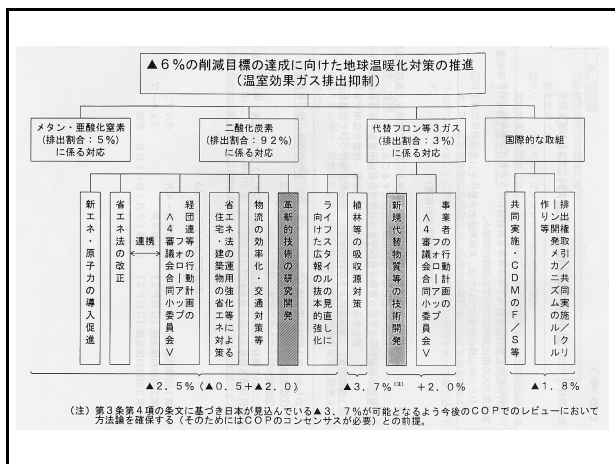 ▲6%の削減目標の達成に向けた地球温暖化対策の推進
(温室効果ガス排出抑制)
メタン・亜酸化窒素
(排出割合:5%)
に係る対応
二酸化炭素
(排出割合:92%)
に係る対応
代替フロン等3ガス
(排出割合:3%)
に係る対応
国際的な取組
新エネ・原子力の導入促進
省エネ法の改正
連携
経団連等の行動計画の
フォローアップ
<4審議会合同小委員会>
省エネ法の運用強化等による
住宅・建築物の省エネ対策
物流の効率化・交通対策等
革新的技術の研究開発
ライフスタイルの見直しに
向けた広報の抜本的強化
植林等の吸収源対策
新規代替物質等の技術開発
事業者の行動計画の
フォローアップ
<4審議会合同小委員会>
共同実施・CDMのF/S等
排出権取引/共同実施/クリ
ーン開発メカニズムのルール
作り等
▲2.5%(▲0.5+▲2.0)
▲3.7%(注)
+2.0%
▲1.8%
(注)第3条第4項の条文に基づき日本が見込んでいる▲3.7%が可能となるよう今後のCOPでのレビューにおいて
方法論を確保する(そのためにはCOPのコンセンサスが必要)との前提。